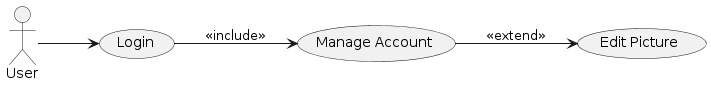 Login
«include»
Manage Account
«extend»
Edit Picture
User